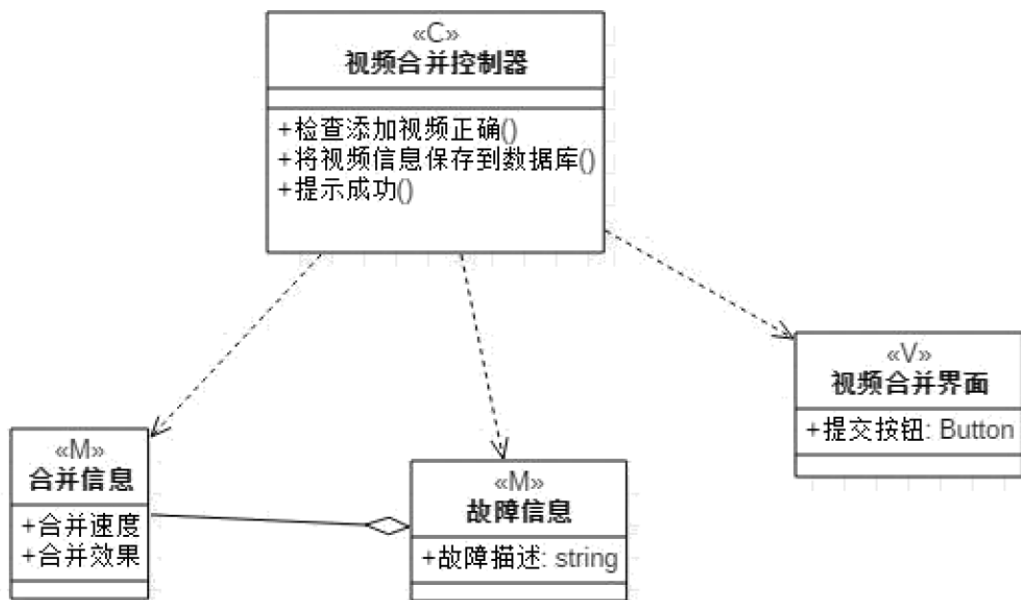 «C»
视频合并控制器
+检查添加视频正确()
+将视频信息保存到数据库()
+提示成功()
«V»
视频合并界面
+提交按钮: Button
«M»
合并信息
+合并速度
+合并效果
«M»
故障信息
+故障描述: string